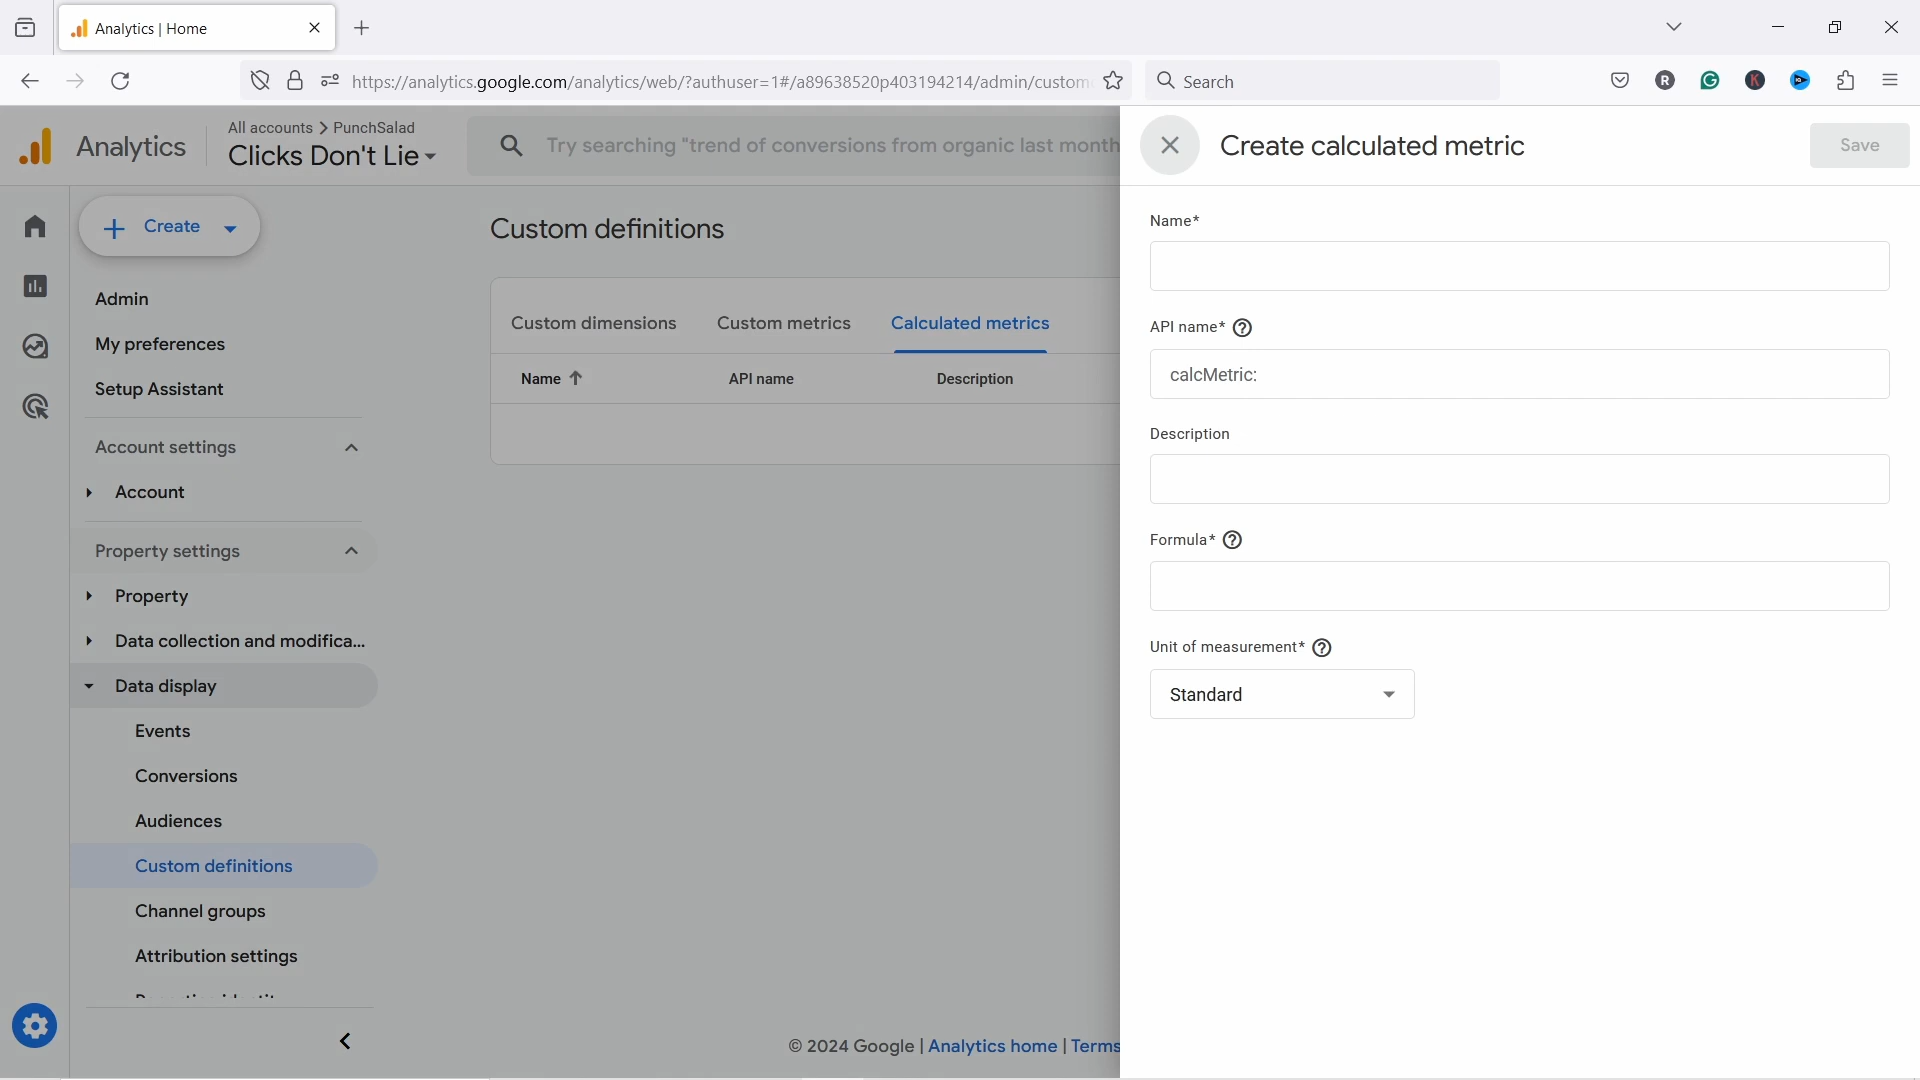 Analytics | Home
https://analytics.google.com/analytics/web/?authuser=1#/a89638520p403194214/admin/custom
Search
Analytics
All accounts > PunchSalad
Clicks Don't Lie
Try searching "trend of conversions from organic last month
Create calculated metric
Save
Create
Admin
My preferences
Setup Assistant
Account settings
Account
Property settings
Property
Data collection and modifica...
Data display
Events
Conversions
Audiences
Custom definitions
Channel groups
Attribution settings
Custom definitions
Custom dimensions
Custom metrics
Calculated metrics
Name
API name
Description
© 2024 Google | Analytics home | Terms
Name*
API name*
calcMetric:
Description
Formula*
Unit of measurement*
Standard